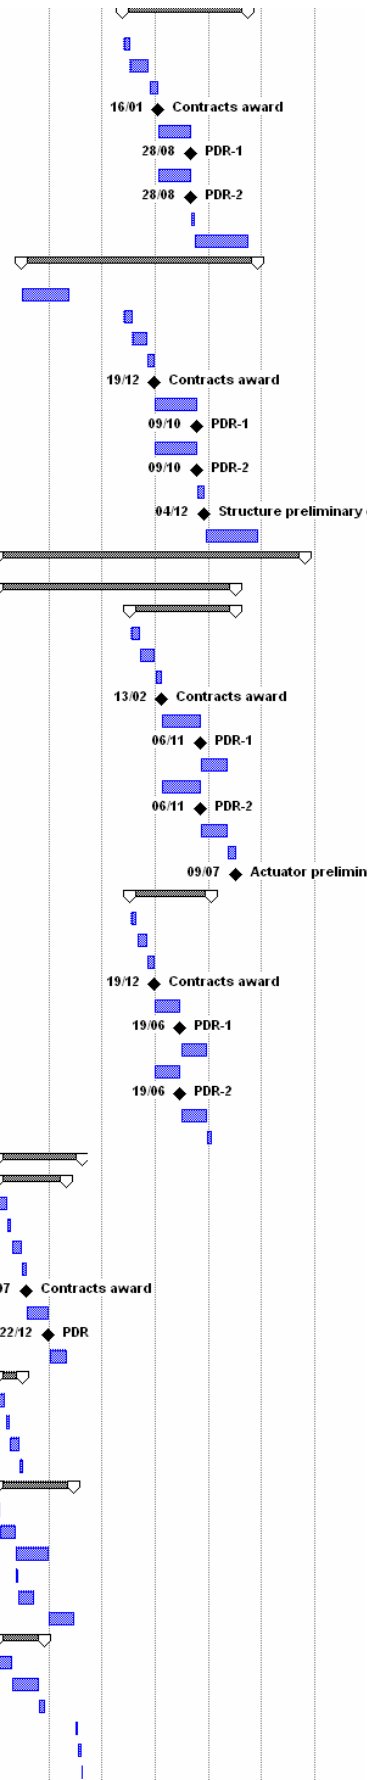 16/01 Contracts award
28/08 PDR-1
28/08 PDR-2
19/12 Contracts award
09/10 PDR-1
09/10 PDR-2
04/12 Structure preliminary
13/02 Contracts award
06/11 PDR-1
06/11 PDR-2
09/07 Actuator prelimin
19/12 Contracts award
19/06 PDR-1
19/06 PDR-2
07 Contracts award
22/12 PDR